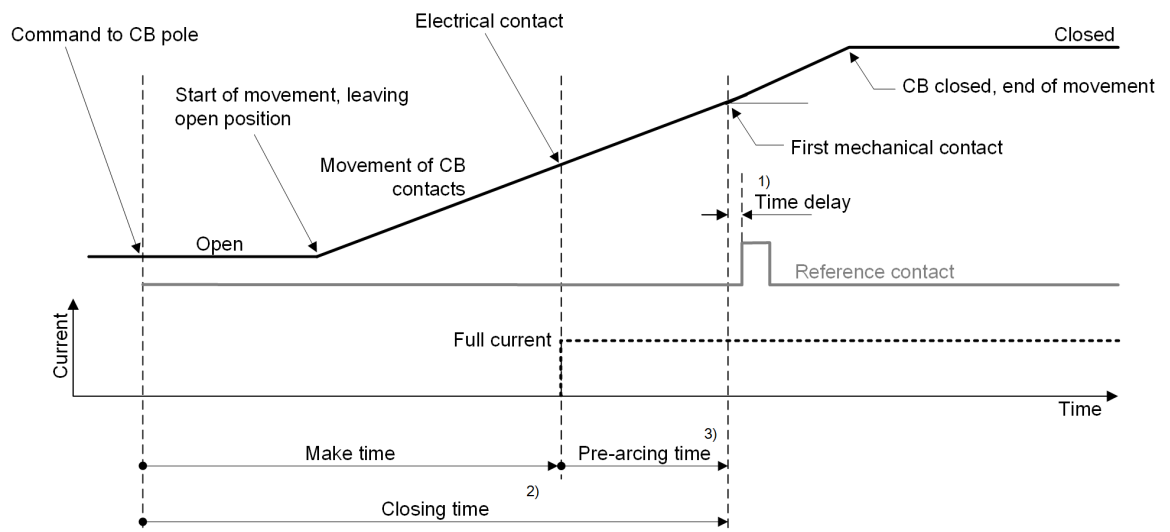 Electrical contact
Command to CB pole
Closed
CB closed, end of movement
Start of movement, leaving
open position
First mechanical contact
Movement of CB
contacts
1)
Time delay
Open
Reference contact
Current
Full current
Time
Make time
Pre-arcing time
3)
Closing time
2)